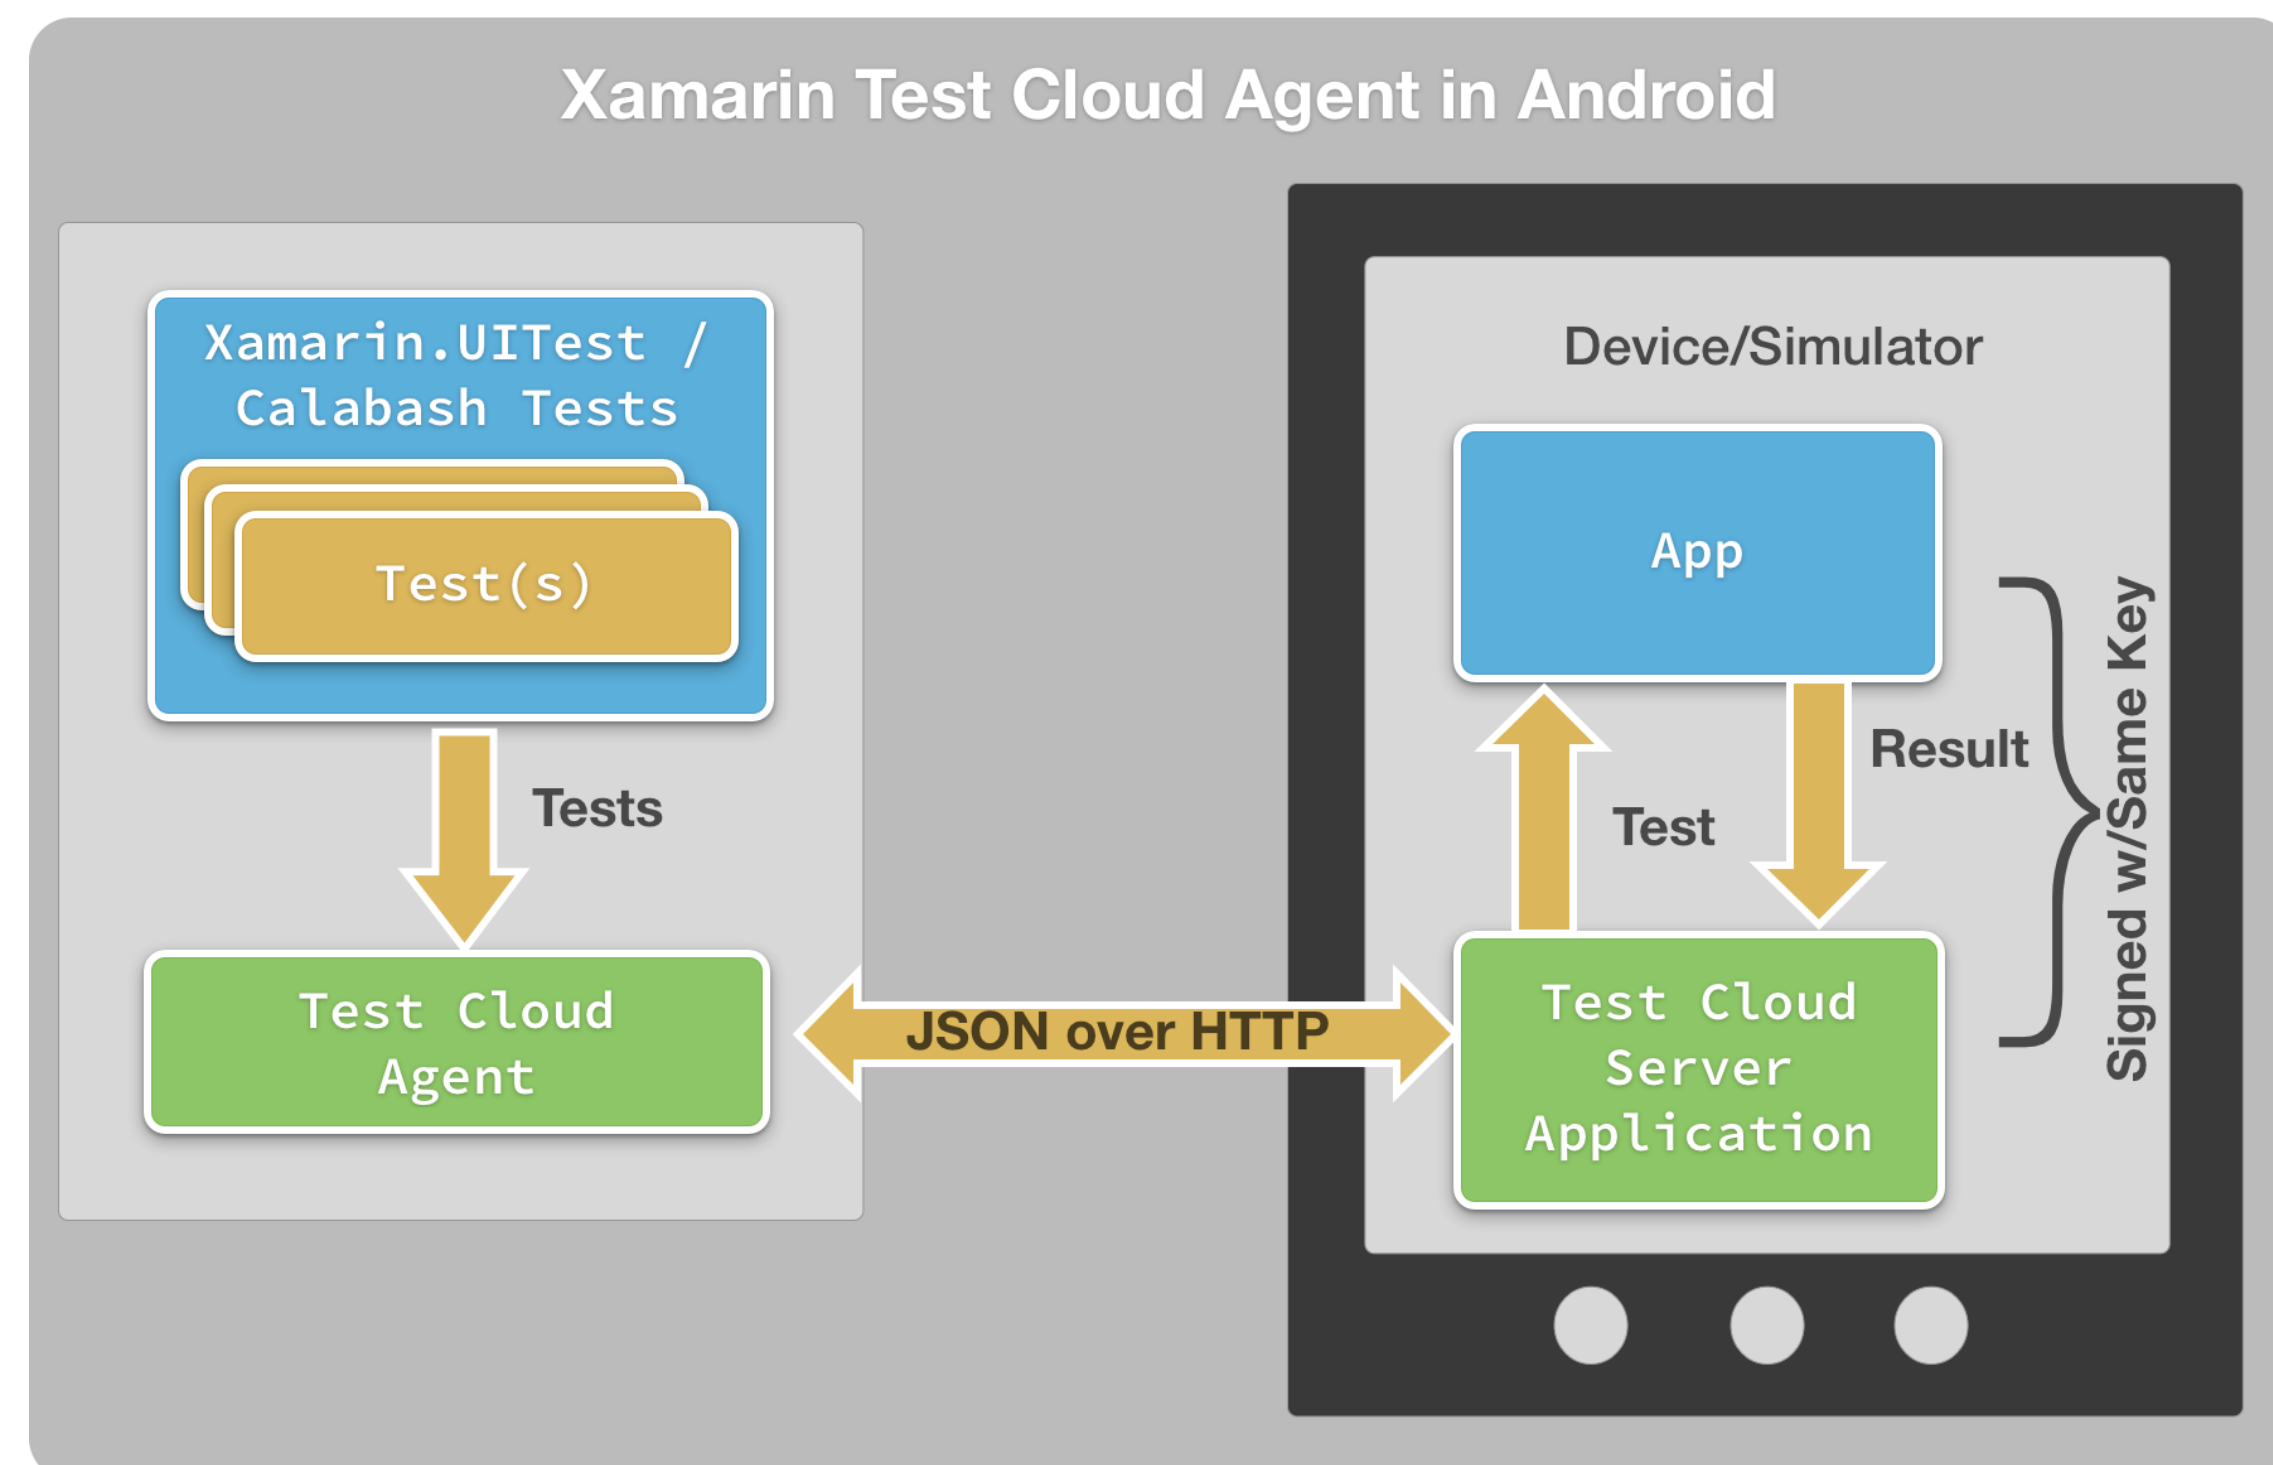 Xamarin Test Cloud Agent in Android
Xamarin.UITest /
Calabash Tests
Test(s)
Tests
Test Cloud
Agent
JSON over HTTP
Device/Simulator
App
Result
Test
Test Cloud
Server
Application
Signed w/Same Key